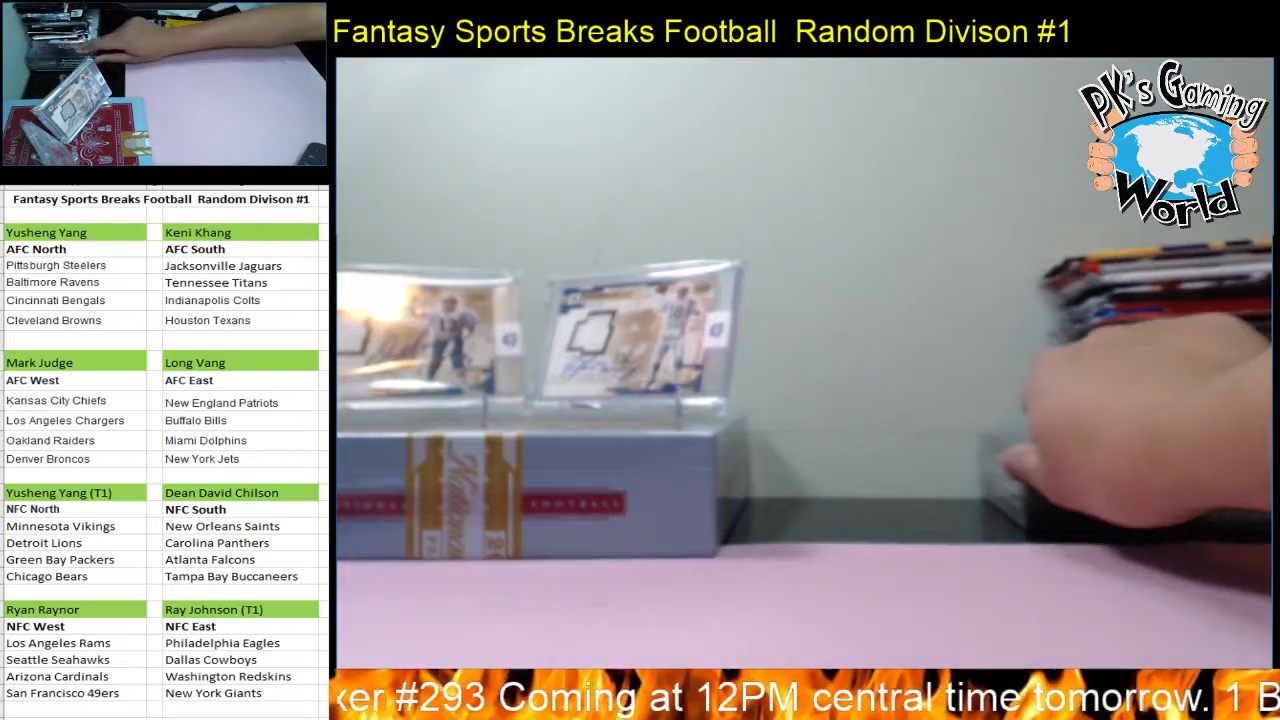 Fantasy Sports Breaks Football Random Divison #1
PK's Gaming
World
Fantasy Sports Breaks Football Random Divison #1
Yusheng Yang
Keni Khang
AFC North
AFC South
Pittsburgh Steelers
Jacksonville Jaguars
Baltimore Ravens
Tennessee Titans
Cincinnati Bengals
Indianapolis Colts
Cleveland Browns
Houston Texans
Mark Judge
Long Vang
AFC West
AFC East
Kansas City Chiefs
New England Patriots
Los Angeles Chargers
Buffalo Bills
Oakland Raiders
Miami Dolphins
Denver Broncos
New York Jets
Yusheng Yang (T1)
Dean David Chilson
NFC North
NFC South
Minnesota Vikings
New Orleans Saints
Detroit Lions
Carolina Panthers
Green Bay Packers
Atlanta Falcons
Chicago Bears
Tampa Bay Buccaneers
Ryan Raynor
Ray Johnson (T1)
NFC West
NFC East
Los Angeles Rams
Philadelphia Eagles
Seattle Seahawks
Dallas Cowboys
Arizona Cardinals
Washington Redskins
San Francisco 49ers
New York Giants
FOOTBALL
xer #293 Coming at 12PM central time tomorrow. 1 B